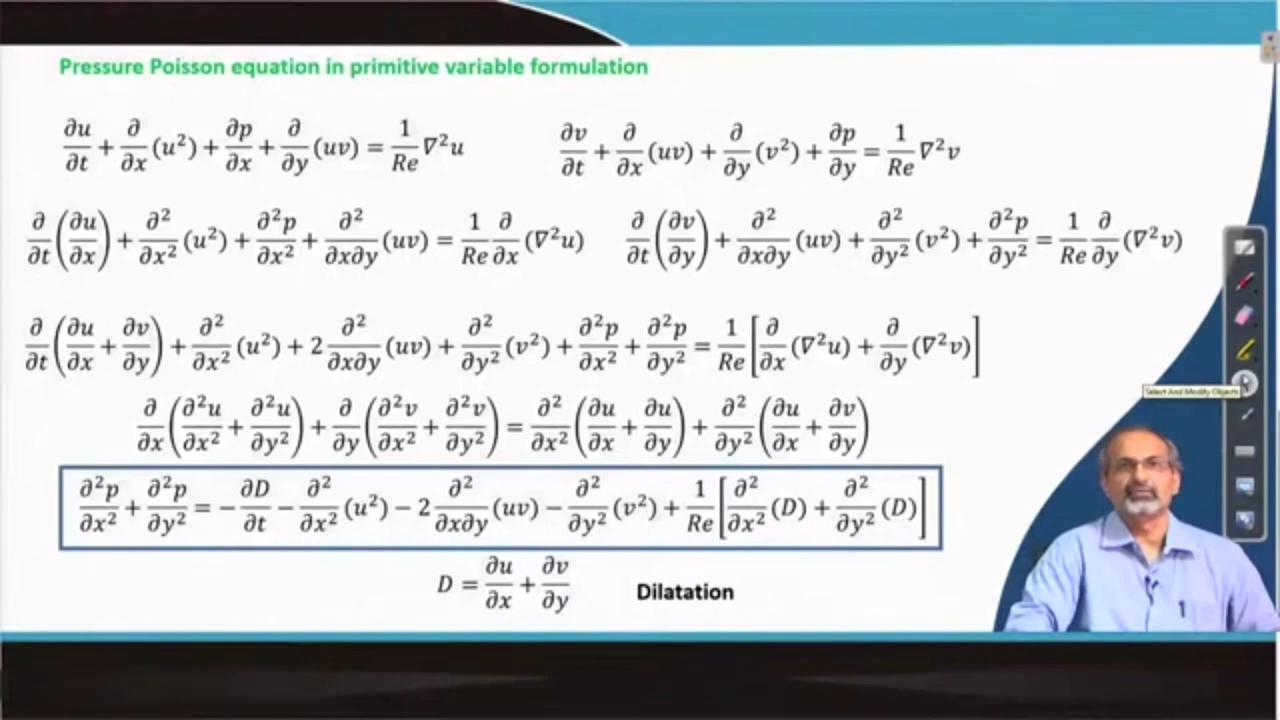 Pressure Poisson equation in primitive variable formulation
∂u/∂t + ∂/∂x (u²) + ∂p/∂x + ∂/∂y (uv) = 1/Re ∇²u
∂v/∂t + ∂/∂x (uv) + ∂/∂y (v²) + ∂p/∂y = 1/Re ∇²v
∂/∂t (∂u/∂x) + ∂²/∂x² (u²) + ∂²p/∂x² + ∂²/∂x∂y (uv) = 1/Re ∂/∂x (∇²u)
∂/∂t (∂v/∂y) + ∂²/∂x∂y (uv) + ∂²/∂y² (v²) + ∂²p/∂y² = 1/Re ∂/∂y (∇²v)
∂/∂t (∂u/∂x + ∂v/∂y) + ∂²/∂x² (u²) + 2 ∂²/∂x∂y (uv) + ∂²/∂y² (v²) + ∂²p/∂x² + ∂²p/∂y² = 1/Re [∂/∂x (∇²u) + ∂/∂y (∇²v)]
Select And Modify Objects
∂/∂x (∂²u/∂x² + ∂²u/∂y²) + ∂/∂y (∂²v/∂x² + ∂²v/∂y²) = ∂²/∂x² (∂u/∂x + ∂u/∂y) + ∂²/∂y² (∂u/∂x + ∂v/∂y)
∂²p/∂x² + ∂²p/∂y² = −∂D/∂t − ∂²/∂x² (u²) − 2 ∂²/∂x∂y (uv) − ∂²/∂y² (v²) + 1/Re [∂²/∂x² (D) + ∂²/∂y² (D)]
D = ∂u/∂x + ∂v/∂y
Dilatation